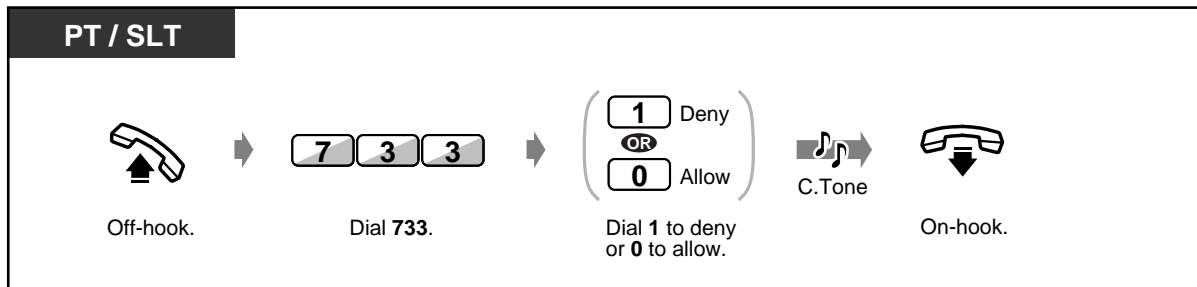 PT / SLT
7 3 3
1 Deny
OR
0 Allow
C.Tone
Off-hook.
Dial 733.
Dial 1 to deny
or 0 to allow.
On-hook.